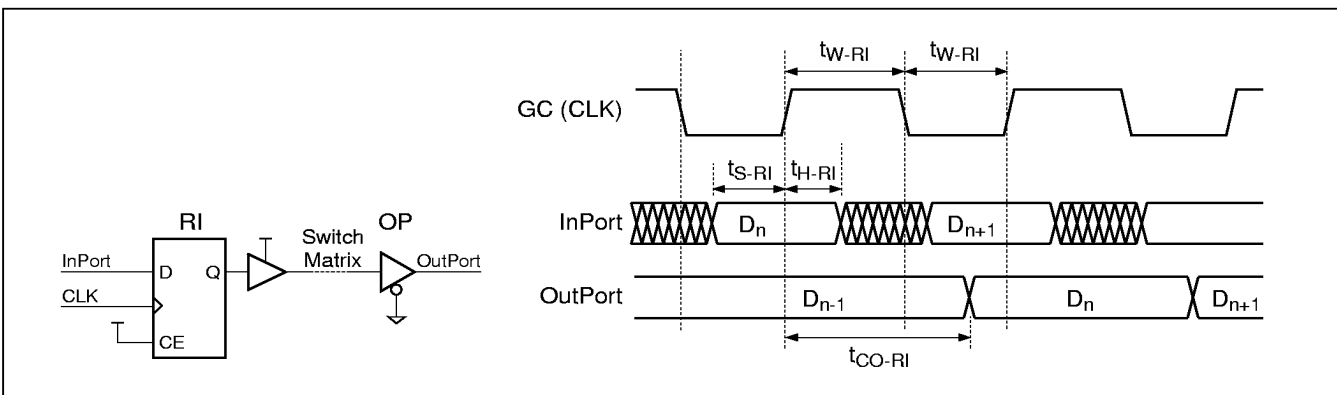 RI
OP
Switch
Matrix
InPort
OutPort
D
Q
CLK
CE
tW-RI
tW-RI
GC (CLK)
tS-RI
tH-RI
InPort
Dn
Dn+1
OutPort
Dn-1
Dn
Dn+1
tCO-RI